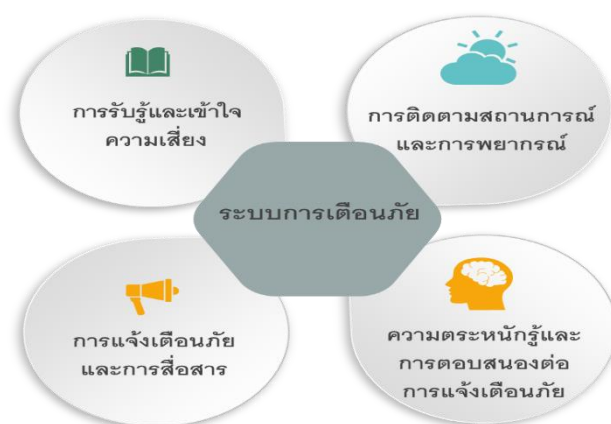 การรับรู้และเข้าใจ
ความเสี่ยง
การติดตามสถานการณ์
และการพยากรณ์
ระบบการเตือนภัย
การแจ้งเตือนภัย
และการสื่อสาร
ความตระหนักรู้และ
การตอบสนองต่อ
การแจ้งเตือนภัย